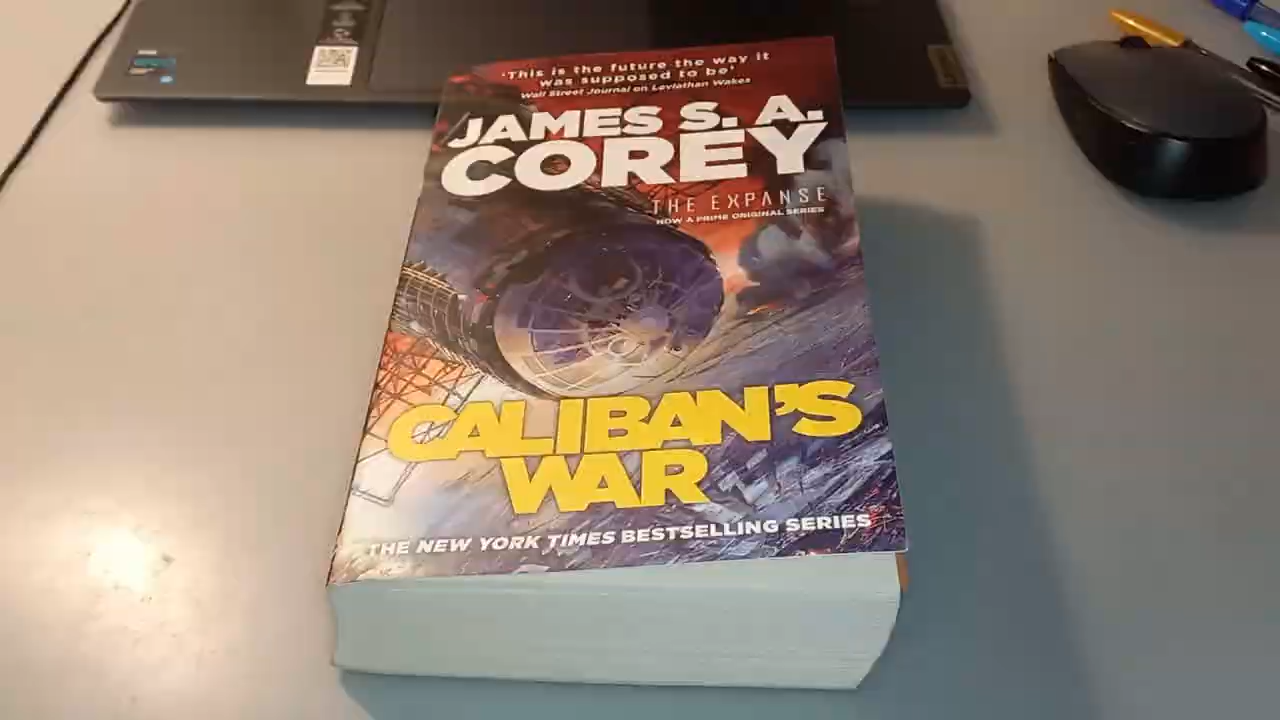 'This is the future the way it
was supposed to be'
Wall Street Journal on Leviathan Wakes
JAMES S. A.
COREY
THE EXPANSE
NOW A PRIME ORIGINAL SERIES
CALIBAN'S
WAR
THE NEW YORK TIMES BESTSELLING SERIES